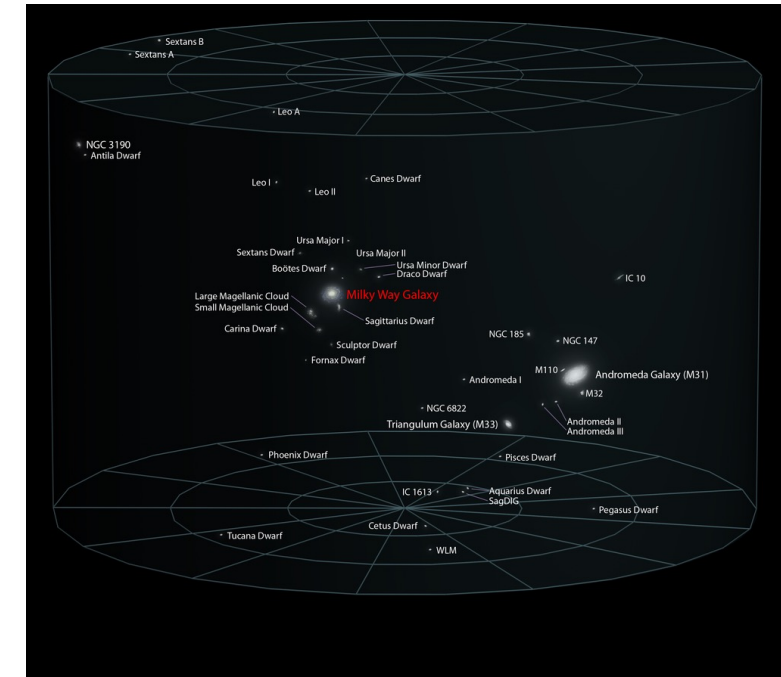 Sextans B
Sextans A
Leo A
NGC 3190
Antila Dwarf
Canes Dwarf
Leo I
Leo II
Ursa Major I
Sextans Dwarf
Ursa Major II
Boötes Dwarf
Ursa Minor Dwarf
Draco Dwarf
IC 10
Large Magellanic Cloud
Milky Way Galaxy
Small Magellanic Cloud
Sagittarius Dwarf
Carina Dwarf
NGC 185
NGC 147
Sculptor Dwarf
Fornax Dwarf
M110
Andromeda Galaxy (M31)
Andromeda I
M32
NGC 6822
Andromeda II
Triangulum Galaxy (M33)
Andromeda III
Phoenix Dwarf
Pisces Dwarf
IC 1613
Aquarius Dwarf
SagDIG
Pegasus Dwarf
Cetus Dwarf
Tucana Dwarf
WLM